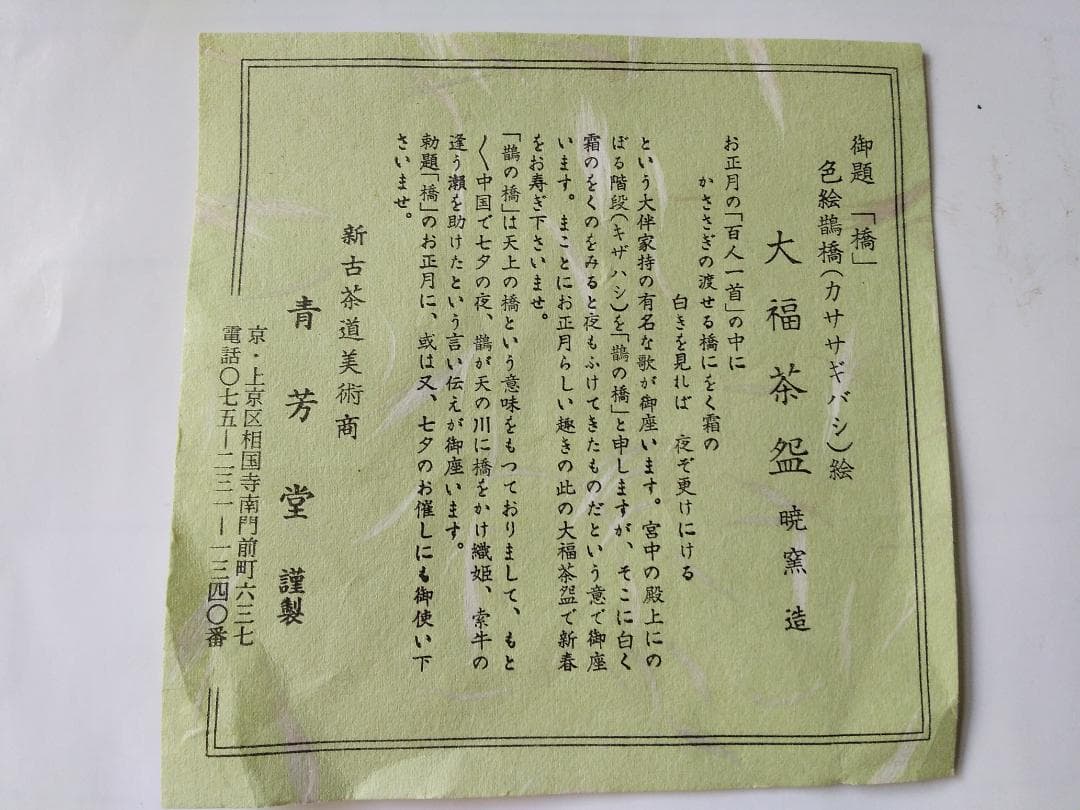 御題「橋」
色絵鵲橋(カササギバシ)絵
大福茶盌 暁窯造
お正月の「百人一首」の中に
かささぎの渡せる橋にをく霜の
白きを見れば 夜ぞ更けにける
という大伴家持の有名な歌が御座います。宮中の殿上にの
ぼる階段(キザハシ)を「鵲の橋」と申しますが、そこに白く
霜のをくのをみると夜もふけてきたものだという意で御座
います。まことにお正月らしい趣きの此の大福茶盌で新春
をお寿ぎ下さいませ。
「鵲の橋」は天上の橋という意味をもつておりまして、もと
〱中国で七夕の夜、鵲が天の川に橋をかけ織姫、索牛の
逢う瀬を助けたという言い伝えが御座います。
勅題「橋」のお正月に、或は又、七夕のお催しにも御使い下
さいませ。
新古茶道美術商
青芳堂 謹製
京・上京区相国寺南門前町六三七
電話〇七五―二三一―一三四〇番